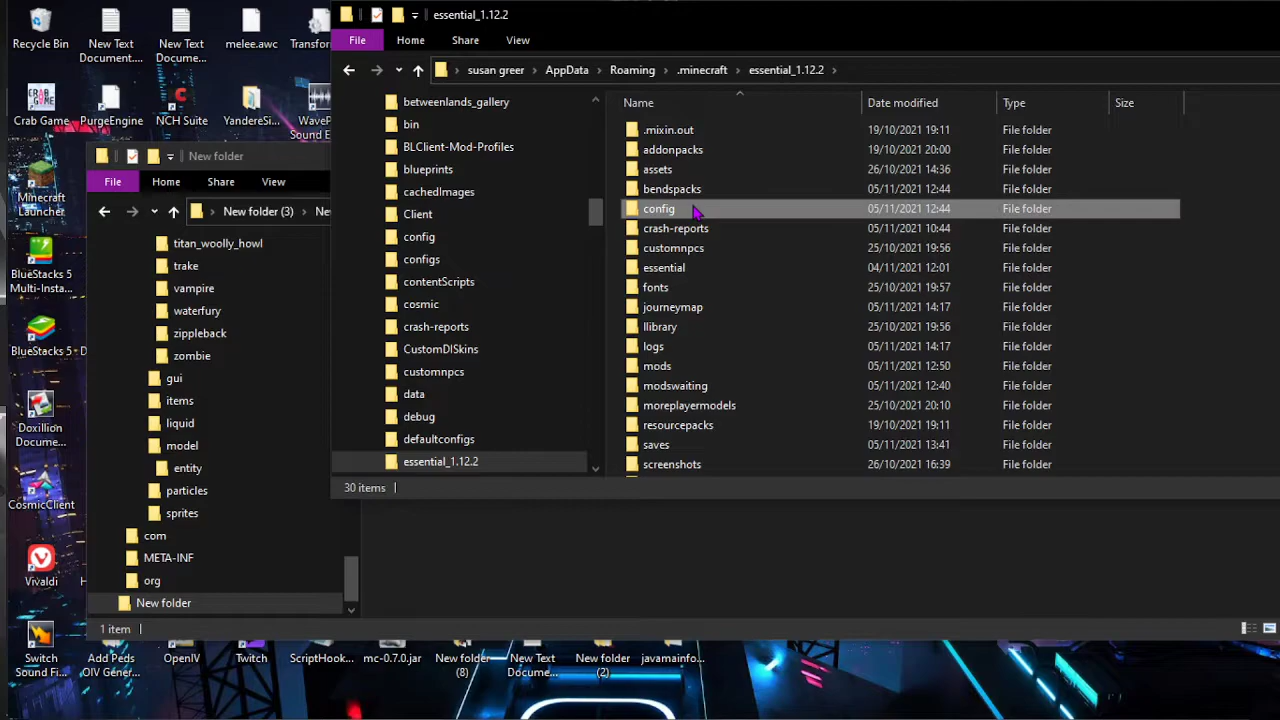 Recycle Bin
New Text Document....
New Text Docume...
melee.awc
Transfor
Crab Game
PurgeEngine
NCH Suite
YandereSi...
WaveP
Sound E
Minecraft Launcher
BlueStacks 5 Multi-Insta...
BlueStacks 5
Doxillion Docume...
CosmicClient
Vivaldi
Switch Sound Fi...
Add Peds OIV Gener...
OpenIV
Twitch
ScriptHook...
mc-0.7.0.jar
New folder (8)
New Text Docume...
New folder (2)
javamainfo...
New folder
File Home Share View
New folder (3) Ne
titan_woolly_howl
trake
vampire
waterfury
zippleback
zombie
gui
items
liquid
model
entity
particles
sprites
com
META-INF
org
New folder
1 item
essential_1.12.2
File Home Share View
susan greer AppData Roaming .minecraft essential_1.12.2
betweenlands_gallery
bin
BLClient-Mod-Profiles
blueprints
cachedImages
Client
config
configs
contentScripts
cosmic
crash-reports
CustomDISkins
customnpcs
data
debug
defaultconfigs
essential_1.12.2
Name Date modified Type Size
.mixin.out 19/10/2021 19:11 File folder
addonpacks 19/10/2021 20:00 File folder
assets 26/10/2021 14:36 File folder
bendspacks 05/11/2021 12:44 File folder
config 05/11/2021 12:44 File folder
crash-reports 05/11/2021 10:44 File folder
customnpcs 25/10/2021 19:56 File folder
essential 04/11/2021 12:01 File folder
fonts 25/10/2021 19:57 File folder
journeymap 05/11/2021 14:17 File folder
llibrary 25/10/2021 19:56 File folder
logs 05/11/2021 14:17 File folder
mods 05/11/2021 12:50 File folder
modswaiting 05/11/2021 12:40 File folder
moreplayermodels 25/10/2021 20:10 File folder
resourcepacks 19/10/2021 19:11 File folder
saves 05/11/2021 13:41 File folder
screenshots 26/10/2021 16:39 File folder
30 items